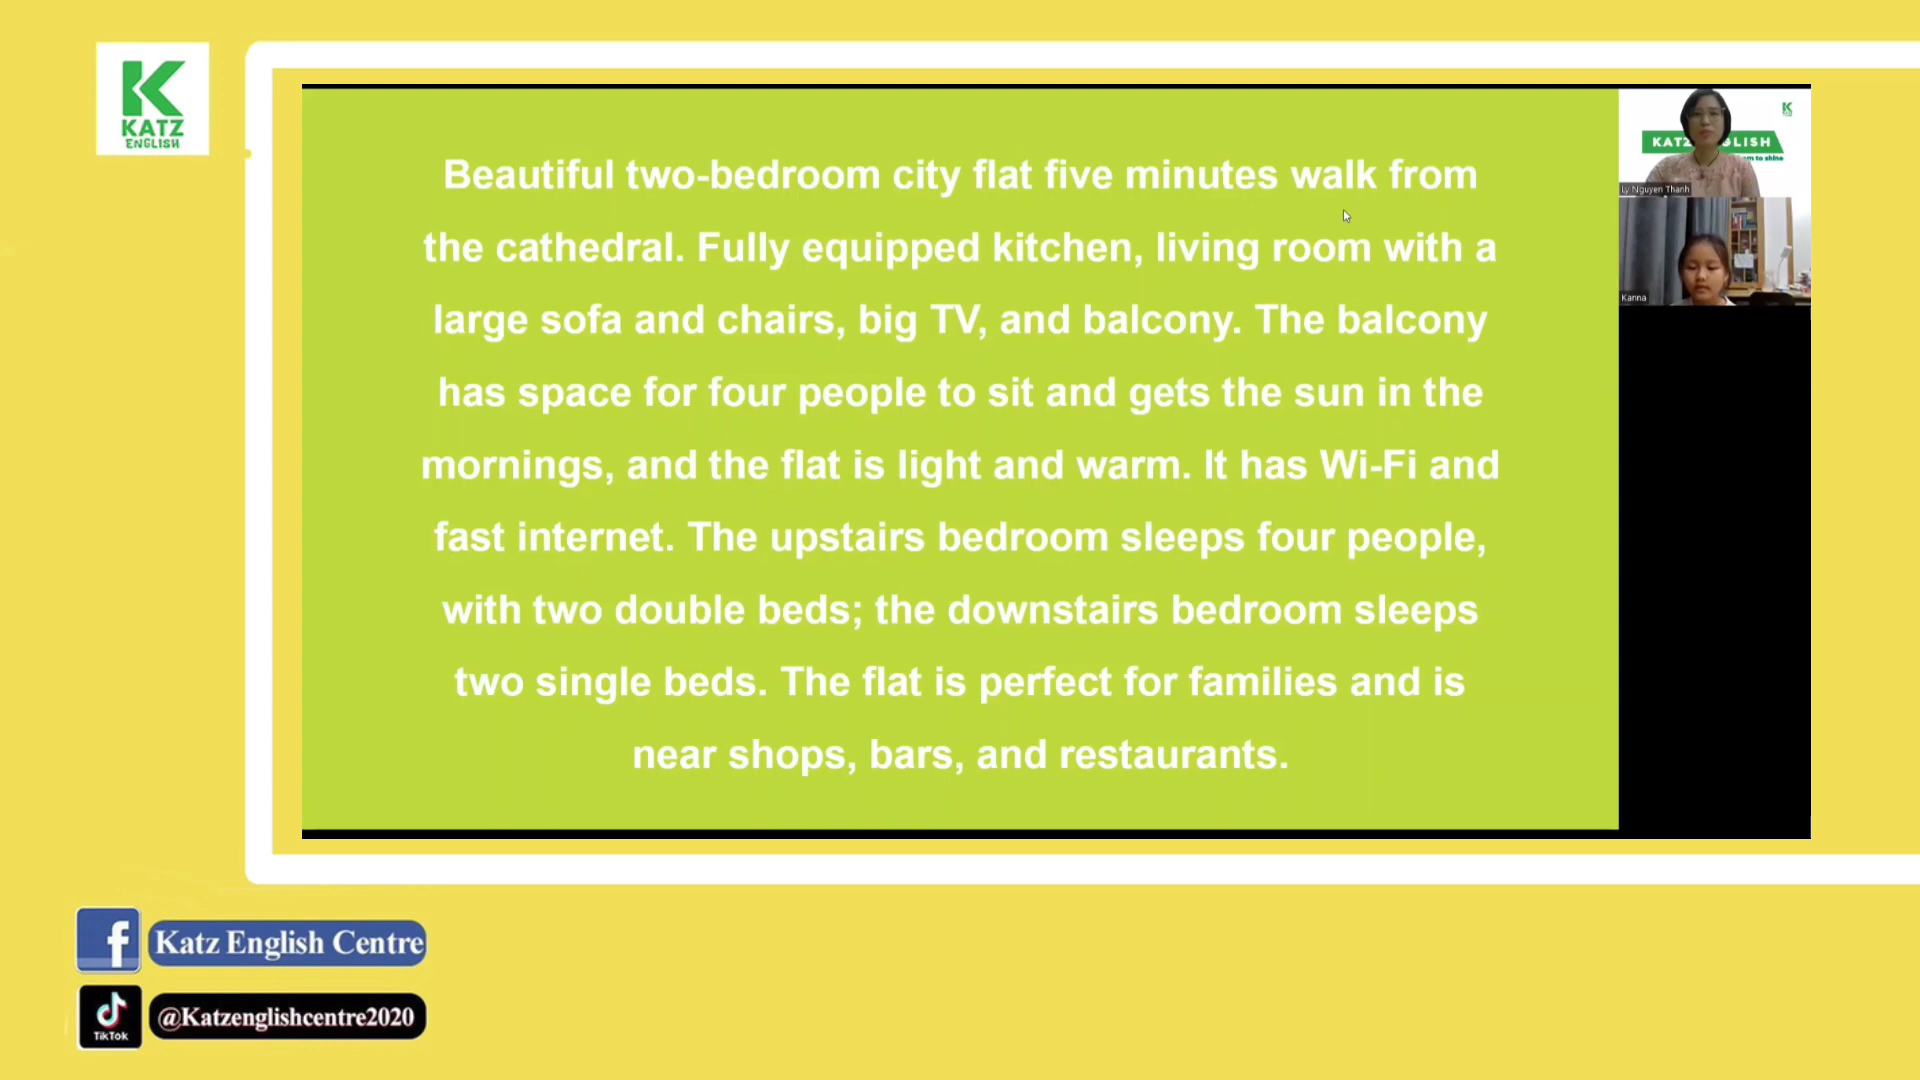 KATZ
ENGLISH
Beautiful two-bedroom city flat five minutes walk from
the cathedral. Fully equipped kitchen, living room with a
large sofa and chairs, big TV, and balcony. The balcony
has space for four people to sit and gets the sun in the
mornings, and the flat is light and warm. It has Wi-Fi and
fast internet. The upstairs bedroom sleeps four people,
with two double beds; the downstairs bedroom sleeps
two single beds. The flat is perfect for families and is
near shops, bars, and restaurants.
Ly Nguyen Thanh
Kanna
Katz English Centre
TikTok
@Katzenglishcentre2020